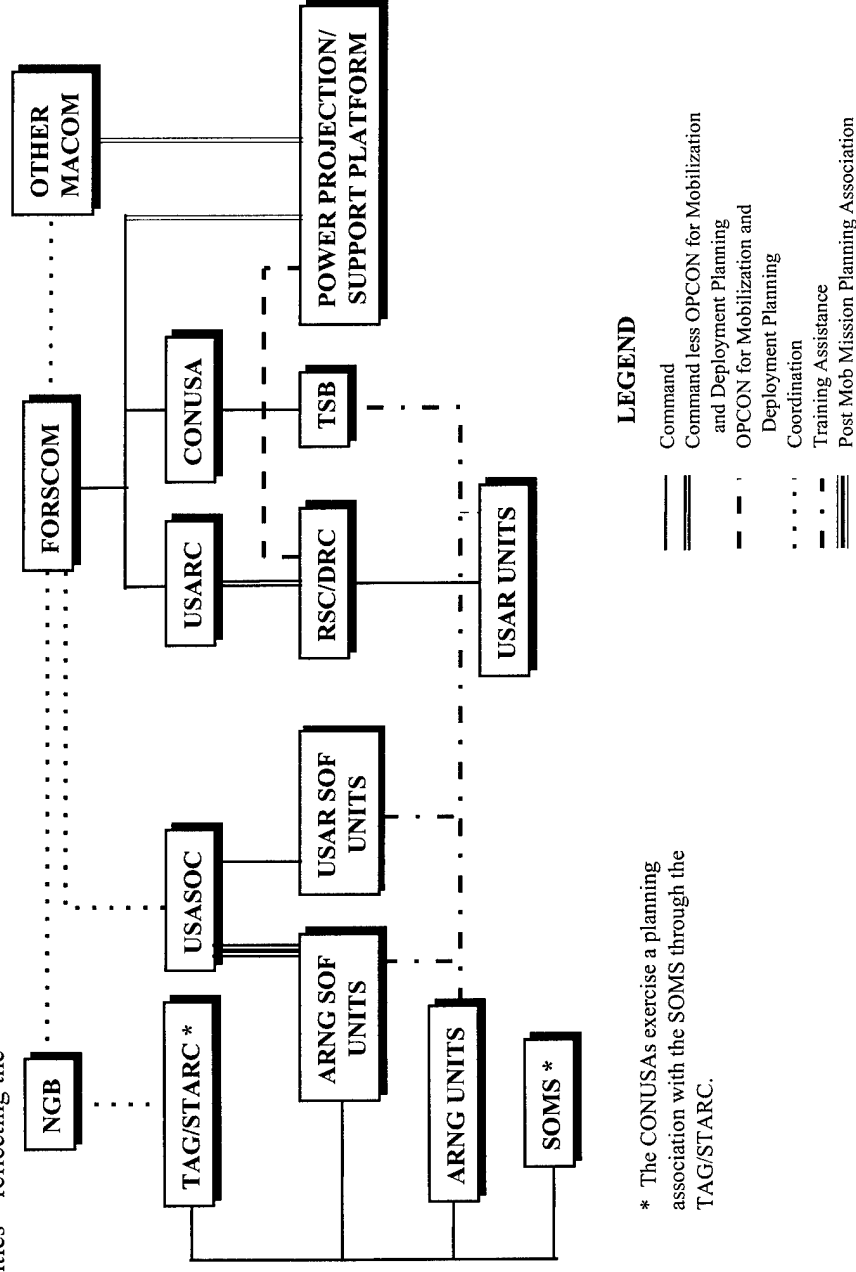 ities reflecting the
NGB
FORSCOM
OTHER
MACOM
TAG/STARC *
USASOC
USARC
CONUSA
ARNG SOF
UNITS
USAR SOF
UNITS
RSC/DRC
TSB
POWER PROJECTION/
SUPPORT PLATFORM
ARNG UNITS
USAR UNITS
SOMS *
* The CONUSAs exercise a planning
association with the SOMS through the
TAG/STARC.
LEGEND
Command
Command less OPCON for Mobilization
and Deployment Planning
OPCON for Mobilization and
Deployment Planning
Coordination
Training Assistance
Post Mob Mission Planning Association